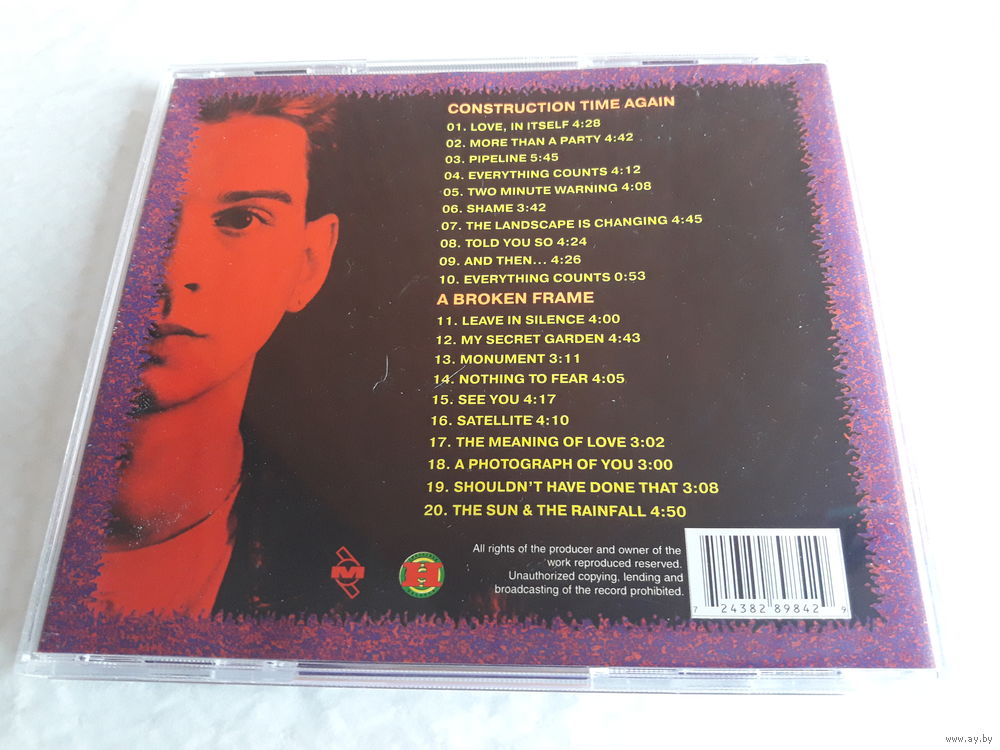 CONSTRUCTION TIME AGAIN
01. LOVE, IN ITSELF 4:28
02. MORE THAN A PARTY 4:42
03. PIPELINE 5:45
04. EVERYTHING COUNTS 4:12
05. TWO MINUTE WARNING 4:08
06. SHAME 3:42
07. THE LANDSCAPE IS CHANGING 4:45
08. TOLD YOU SO 4:24
09. AND THEN... 4:26
10. EVERYTHING COUNTS 0:53
A BROKEN FRAME
11. LEAVE IN SILENCE 4:00
12. MY SECRET GARDEN 4:43
13. MONUMENT 3:11
14. NOTHING TO FEAR 4:05
15. SEE YOU 4:17
16. SATELLITE 4:10
17. THE MEANING OF LOVE 3:02
18. A PHOTOGRAPH OF YOU 3:00
19. SHOULDN'T HAVE DONE THAT 3:08
20. THE SUN & THE RAINFALL 4:50
All rights of the producer and owner of the
work reproduced reserved.
Unauthorized copying, lending and
broadcasting of the record prohibited.
M
H
7 24382 89842 9
www.ay.by